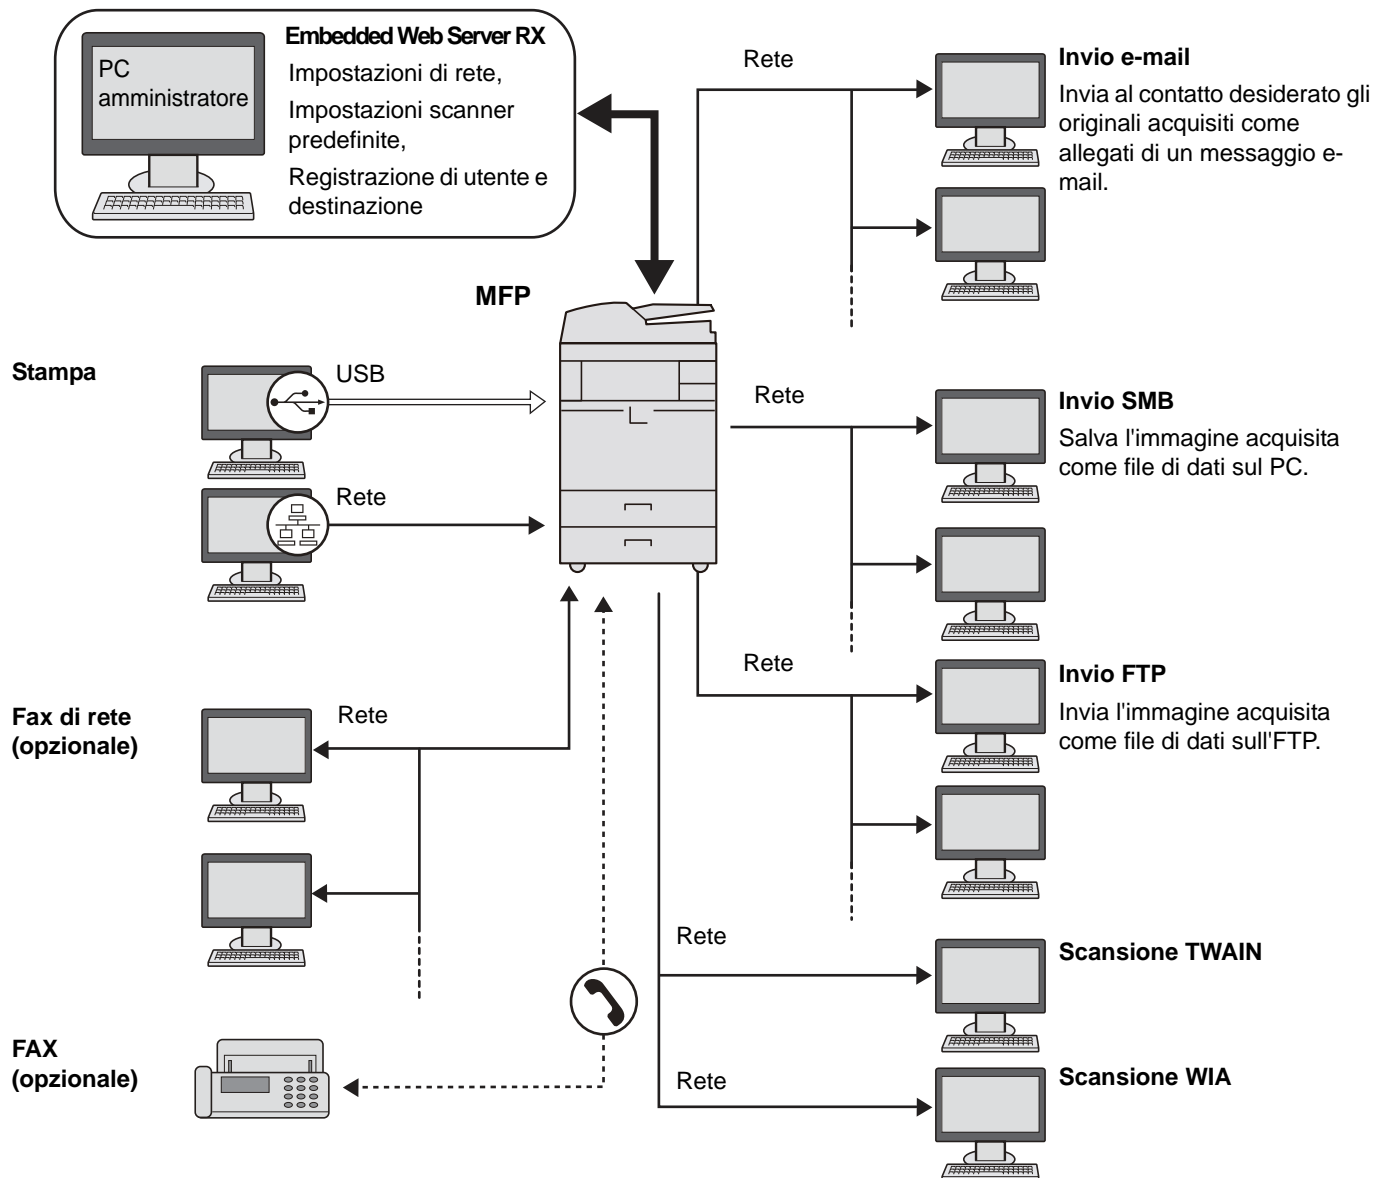 Embedded Web Server RX
PC
amministratore
Impostazioni di rete,
Impostazioni scanner
predefinite,
Registrazione di utente e
destinazione
Rete
Invio e-mail
Invia al contatto desiderato gli
originali acquisiti come
allegati di un messaggio e-
mail.
MFP
Stampa
USB
Rete
Rete
Invio SMB
Salva l'immagine acquisita
come file di dati sul PC.
Rete
Invio FTP
Invia l'immagine acquisita
come file di dati sull'FTP.
Fax di rete
(opzionale)
Rete
Rete
Scansione TWAIN
FAX
(opzionale)
Rete
Scansione WIA